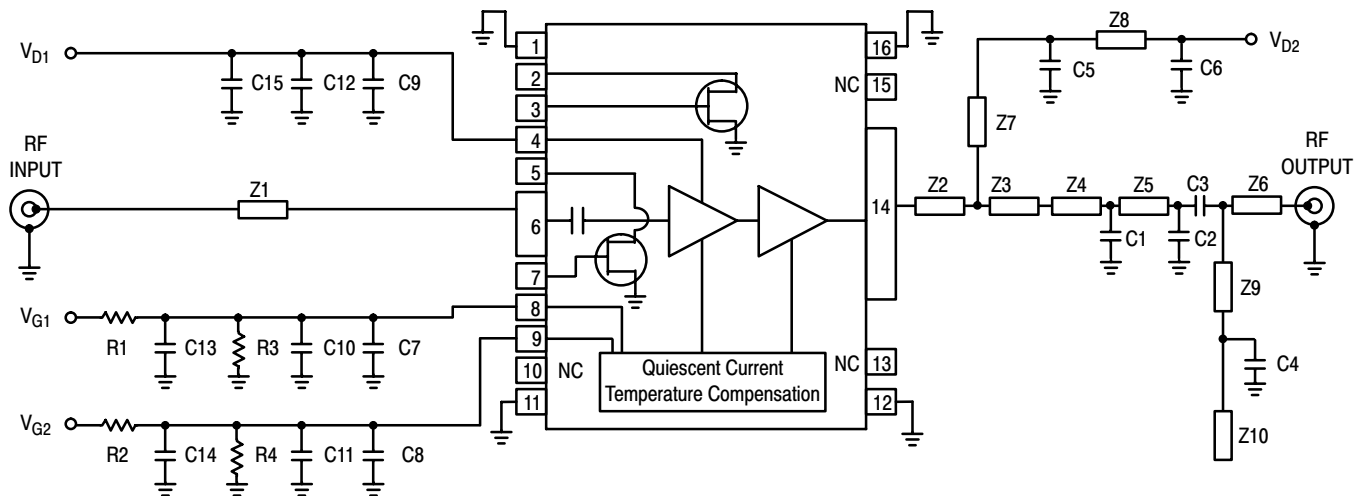 VD1
C15
C12
C9
RF
INPUT
Z1
VG1
R1
C13
R3
C10
C7
VG2
R2
C14
R4
C11
C8
1
2
3
4
5
6
7
8
9
10
NC
11
Quiescent Current
Temperature Compensation
16
NC
15
14
NC
13
12
Z8
VD2
C5
C6
Z7
RF
OUTPUT
Z2
Z3
Z4
Z5
C3
Z6
C1
C2
Z9
C4
Z10